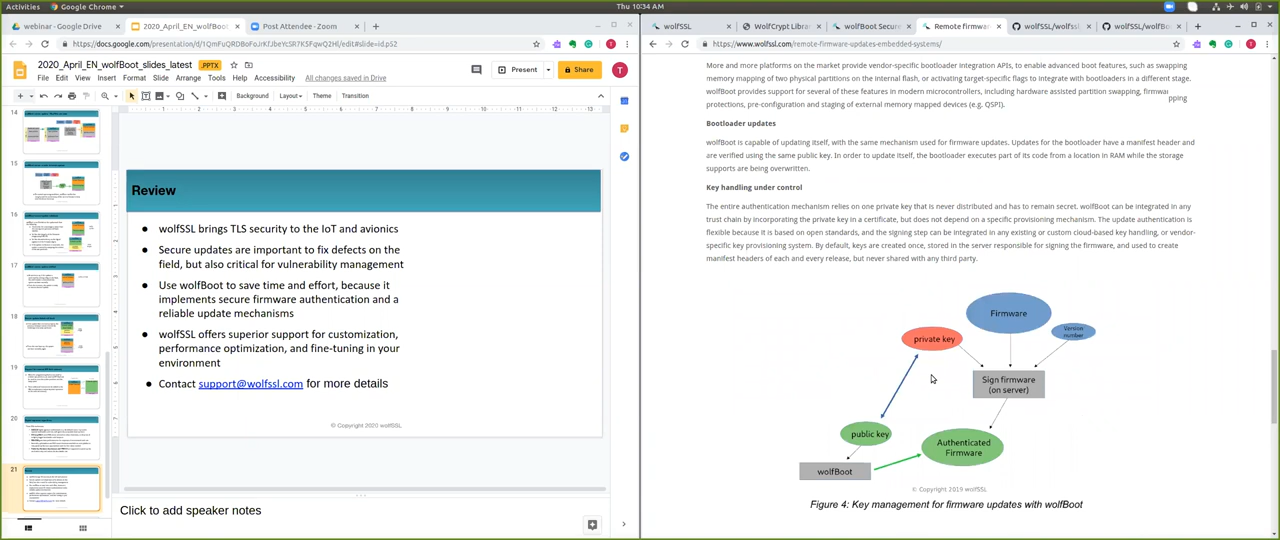 Activities
Google Chrome
10:34 AM
webinar - Google Drive
2020_April_EN_wolfBoot
Post Attendee - Zoom
https://docs.google.com/presentation/d/1QmFuQRDBoFoJrKfJbeYcSR7K5FqwQ2HI/edit#slide=id.p52
2020_April_EN_wolfBoot_slides_latest .PPTX
File Edit View Insert Format Slide Arrange Tools Help Accessibility All changes saved in Drive
Present
Share
T
Background Layout Theme Transition
14
15
16
17
18
19
20
21
Review
● wolfSSL brings TLS security to the IoT and avionics
● Secure updates are important to fix defects on the
field, but also critical for vulnerability management
● Use wolfBoot to save time and effort, because it
implements secure firmware authentication and a
reliable update mechanisms
● wolfSSL offers superior support for customization,
performance optimization, and fine-tuning in your
environment
● Contact support@wolfssl.com for more details
© Copyright 2020 wolfSSL
Click to add speaker notes
wolfSSL
WolfCrypt Libra
wolfBoot Secur
Remote firmwa
wolfSSL/wolfss
wolfSSL/wolfBo
https://www.wolfssl.com/remote-firmware-updates-embedded-systems/
More and more platforms on the market provide vendor-specific bootloader integration APIs, to enable advanced boot features, such as swapping
memory mapping of two physical partitions on the internal flash, or activating target-specific flags to integrate with bootloaders in a different stage.
wolfBoot provides support for several of these features in modern microcontrollers, including hardware assisted partition swapping, firmwar
pping
protections, pre-configuration and staging of external memory mapped devices (e.g. QSPI).
Bootloader updates
wolfBoot is capable of updating itself, with the same mechanism used for firmware updates. Updates for the bootloader have a manifest header and
are verified using the same public key. In order to update itself, the bootloader executes part of its code from a location in RAM while the storage
supports are being overwritten.
Key handling under control
The entire authentication mechanism relies on one private key that is never distributed and has to remain secret. wolfBoot can be integrated in any
trust chain by incorporating the private key in a certificate, but does not depend on a specific provisioning mechanism. The update authentication is
flexible because it is based on open standards, and the signing step can be integrated in any existing or custom cloud-based key handling, or vendor-
specific key provisioning system. By default, keys are created once, stored in the server responsible for signing the firmware, and used to create
manifest headers of each and every release, but never shared with any third party.
Firmware
Version
number
private key
Sign firmware
(on server)
public key
Authenticated
Firmware
wolfBoot
© Copyright 2019 wolfSSL
Figure 4: Key management for firmware updates with wolfBoot